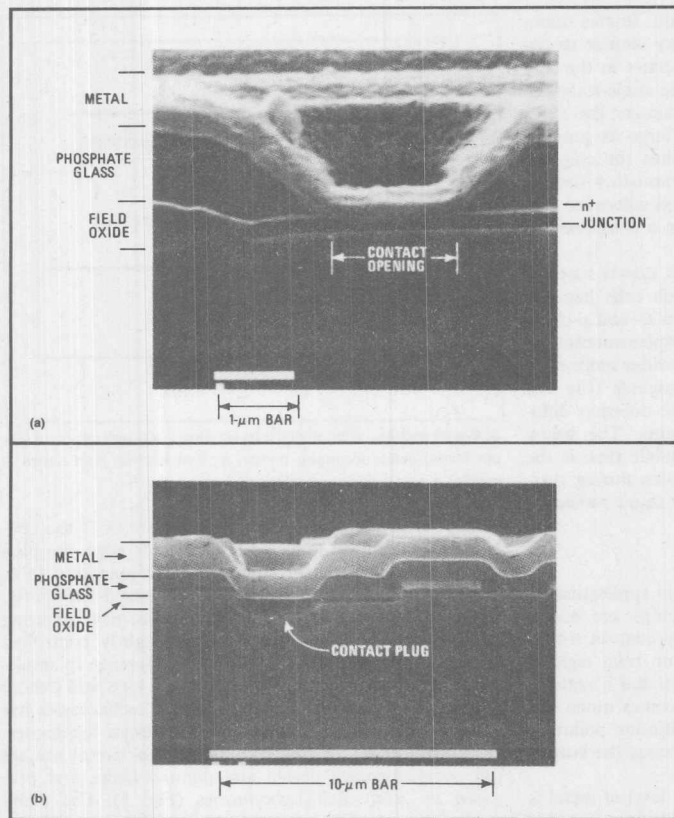 METAL
PHOSPHATE
GLASS
FIELD
OXIDE
n+
JUNCTION
CONTACT
OPENING
1-μm BAR
(a)
METAL
PHOSPHATE
GLASS
FIELD
OXIDE
CONTACT PLUG
10-μm BAR
(b)